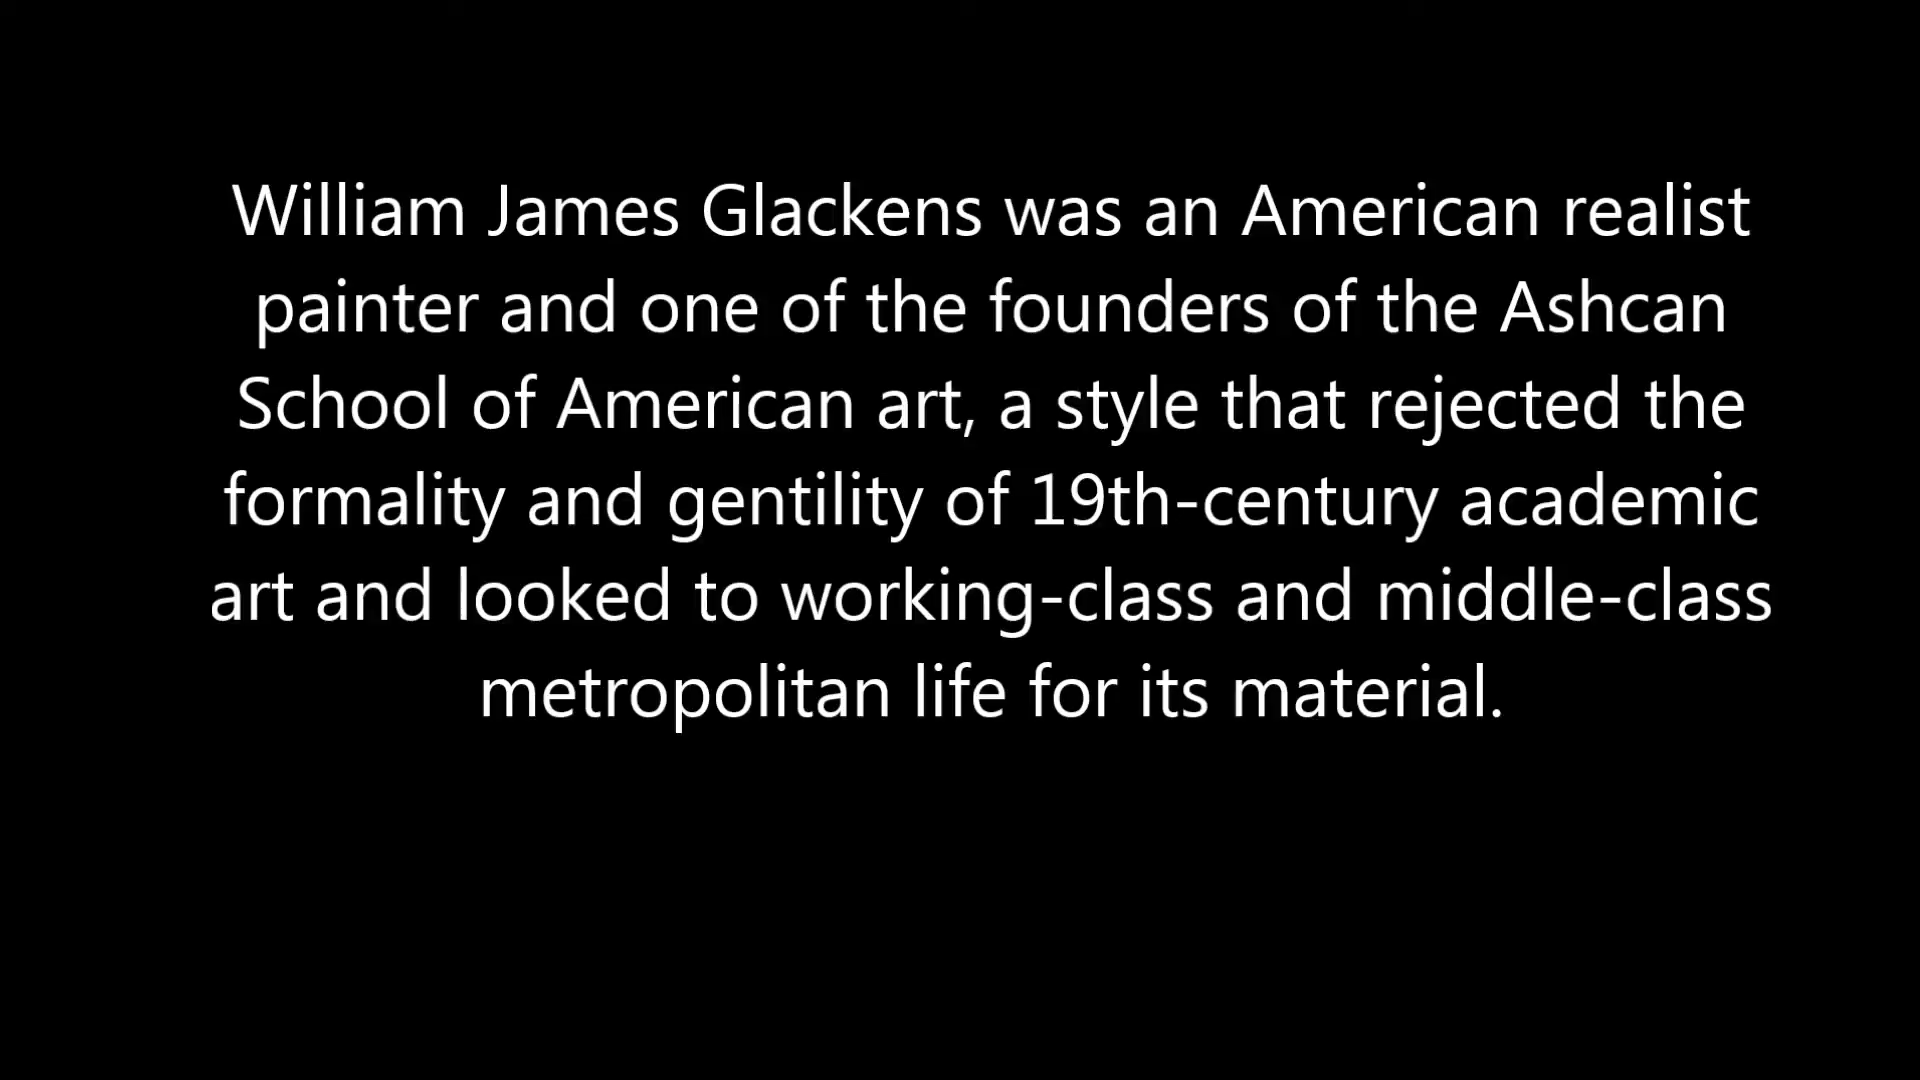 William James Glackens was an American realist
painter and one of the founders of the Ashcan
School of American art, a style that rejected the
formality and gentility of 19th-century academic
art and looked to working-class and middle-class
metropolitan life for its material.